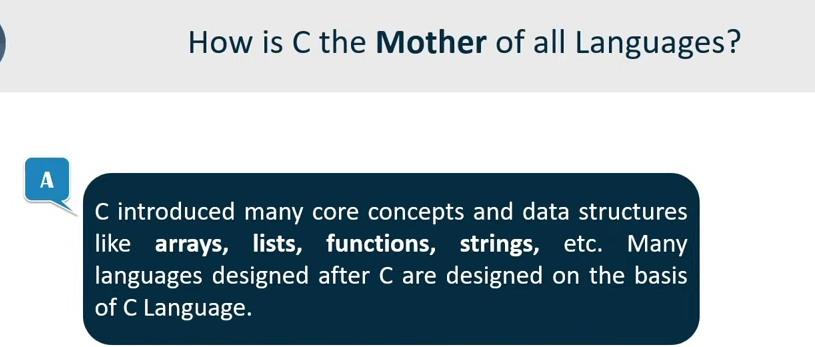 How is C the Mother of all Languages?
A
C introduced many core concepts and data structures
like arrays, lists, functions, strings, etc. Many
languages designed after C are designed on the basis
of C Language.